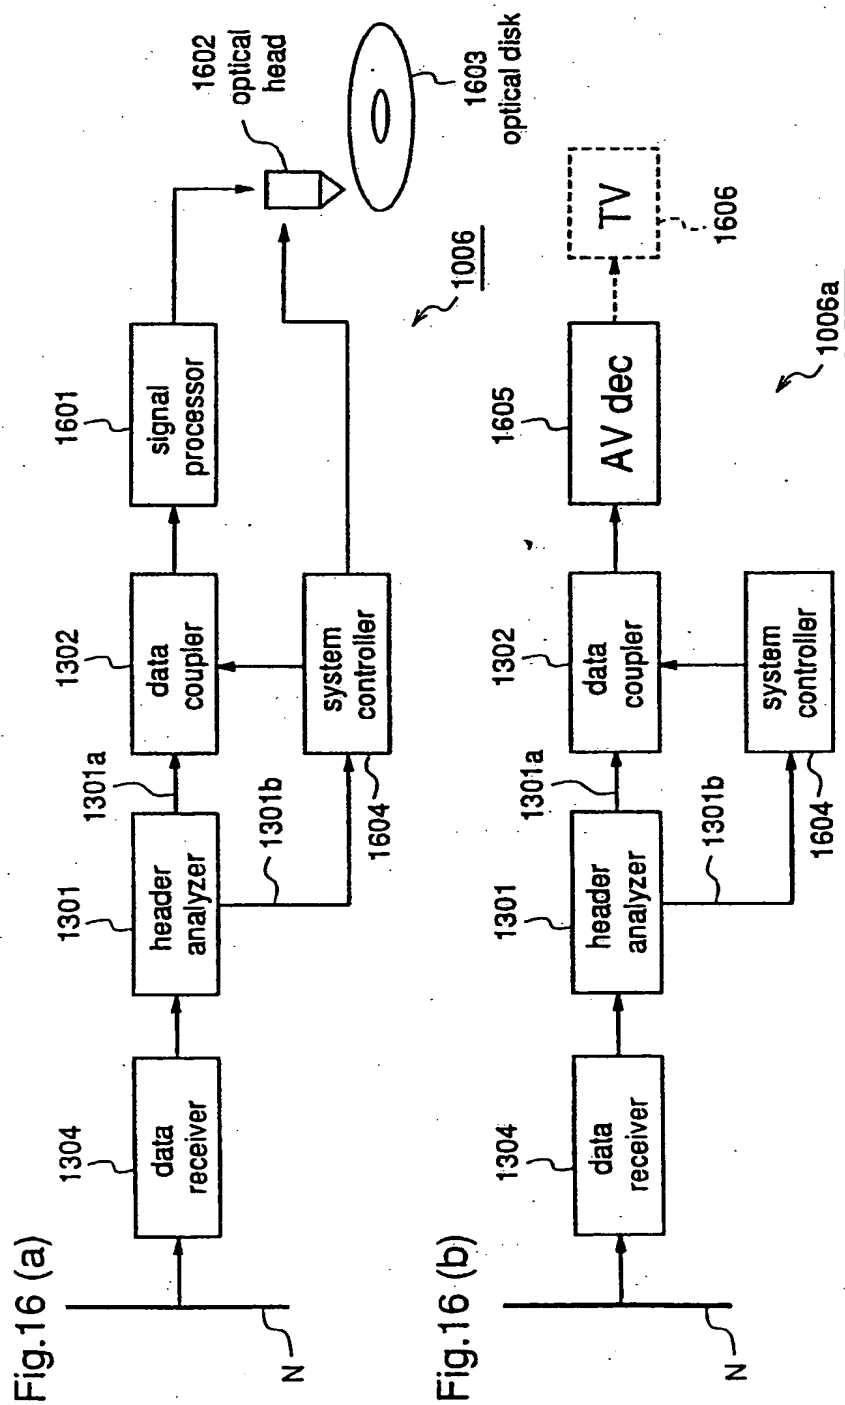 Fig.16 (a)
N
1304
data
receiver
1301
header
analyzer
1301a
1301b
1302
data
coupler
1604
system
controller
1601
signal
processor
1602
optical
head
1603
optical disk
1006
Fig.16 (b)
N
1304
data
receiver
1301
header
analyzer
1301a
1301b
1302
data
coupler
1604
system
controller
1605
AV dec
TV
1606
1006a